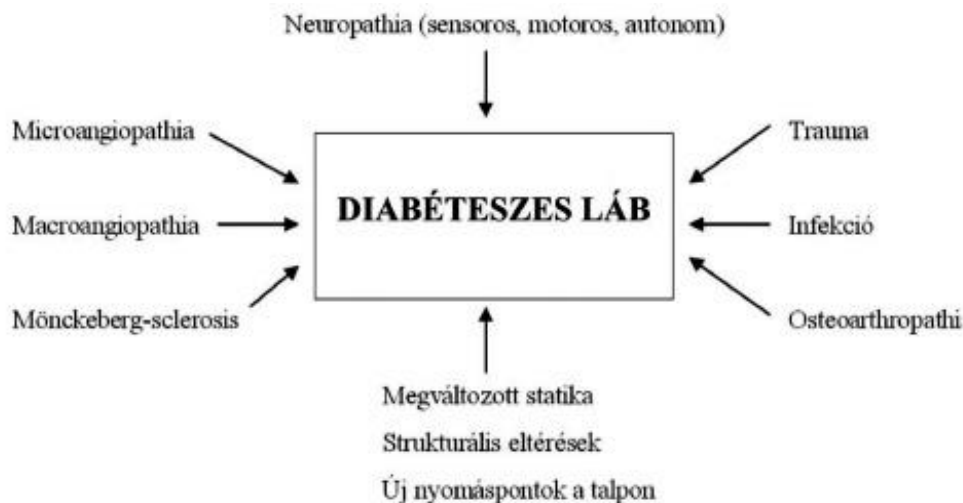 Neuropathia (sensoros, motoros, autonom)
Microangiopathia
Trauma
DIABÉTESZES LÁB
Macroangiopathia
Infekció
Mönckeberg-sclerosis
Osteoarthropathi
Megváltozott statika
Strukturális eltérések
Új nyomáspontok a talpon